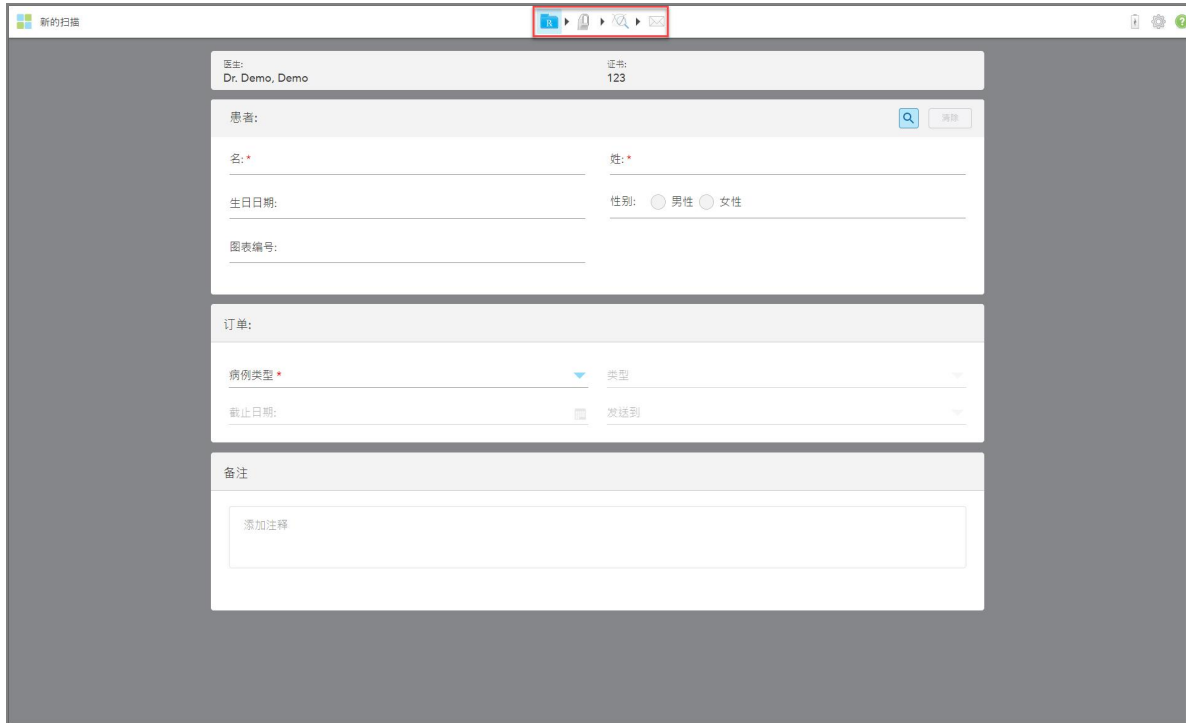 新的扫描
医生:
Dr. Demo, Demo
证书:
123
患者:
清除
名: *
姓: *
生日日期:
性别: 男性 女性
图表编号:
订单:
病例类型 *
类型
截止日期:
发送到
备注
添加注释